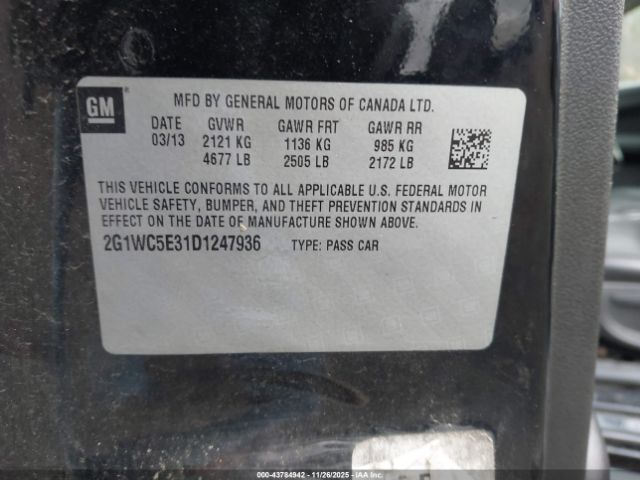 GM®
MFD BY GENERAL MOTORS OF CANADA LTD.
DATE GVWR GAWR FRT GAWR RR
03/13 2121 KG 1136 KG 985 KG
4677 LB 2505 LB 2172 LB
THIS VEHICLE CONFORMS TO ALL APPLICABLE U.S. FEDERAL MOTOR
VEHICLE SAFETY, BUMPER, AND THEFT PREVENTION STANDARDS IN
EFFECT ON THE DATE OF MANUFACTURE SHOWN ABOVE.
2G1WC5E31D1247936 TYPE: PASS CAR
000-43784942 | 11/26/2025 - IAAI.COM